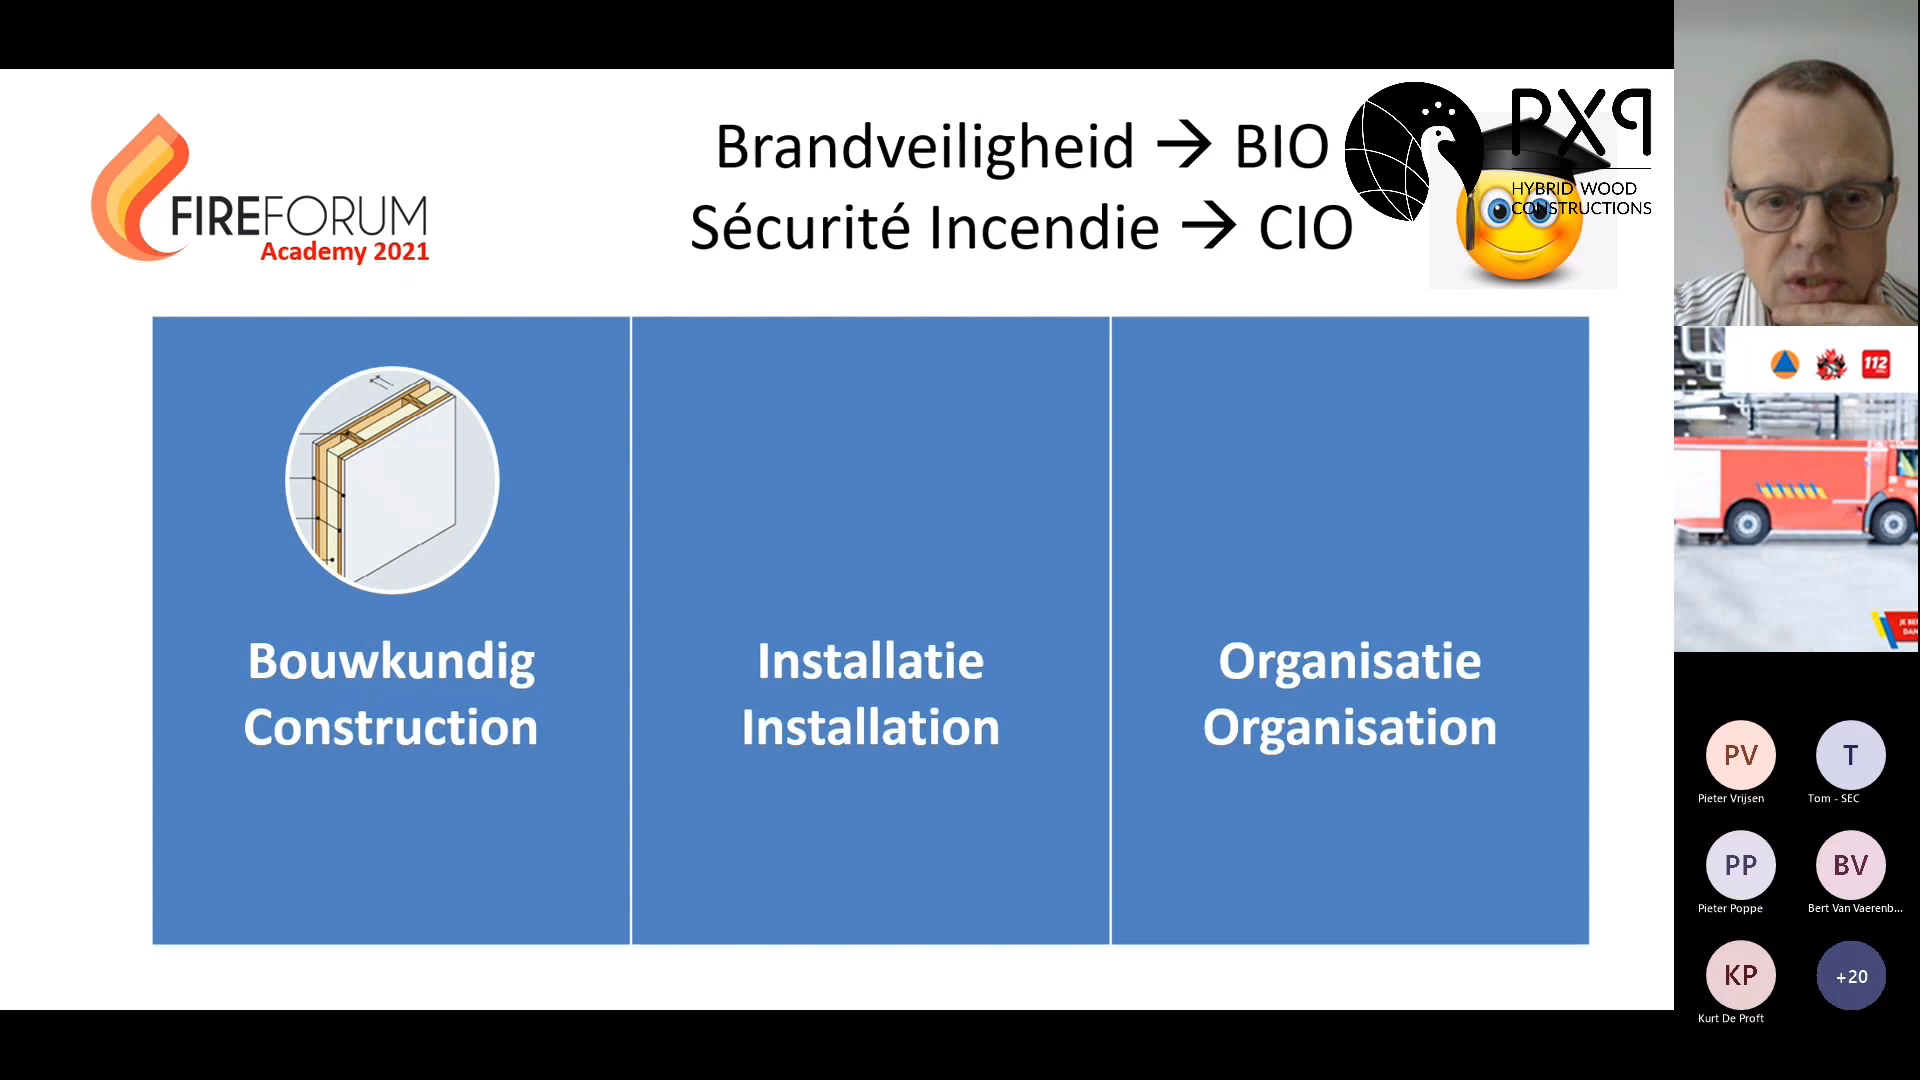 FIREFORUM
Academy 2021
Brandveiligheid → BIO
Sécurité Incendie → CIO
PXP
HYBRID WOOD
CONSTRUCTIONS
Bouwkundig
Construction
Installatie
Installation
Organisatie
Organisation
112
PV
Pieter Vrijsen
T
Tom - SEC
PP
Pieter Poppe
BV
Bert Van Vaerenb...
KP
Kurt De Proft
+20